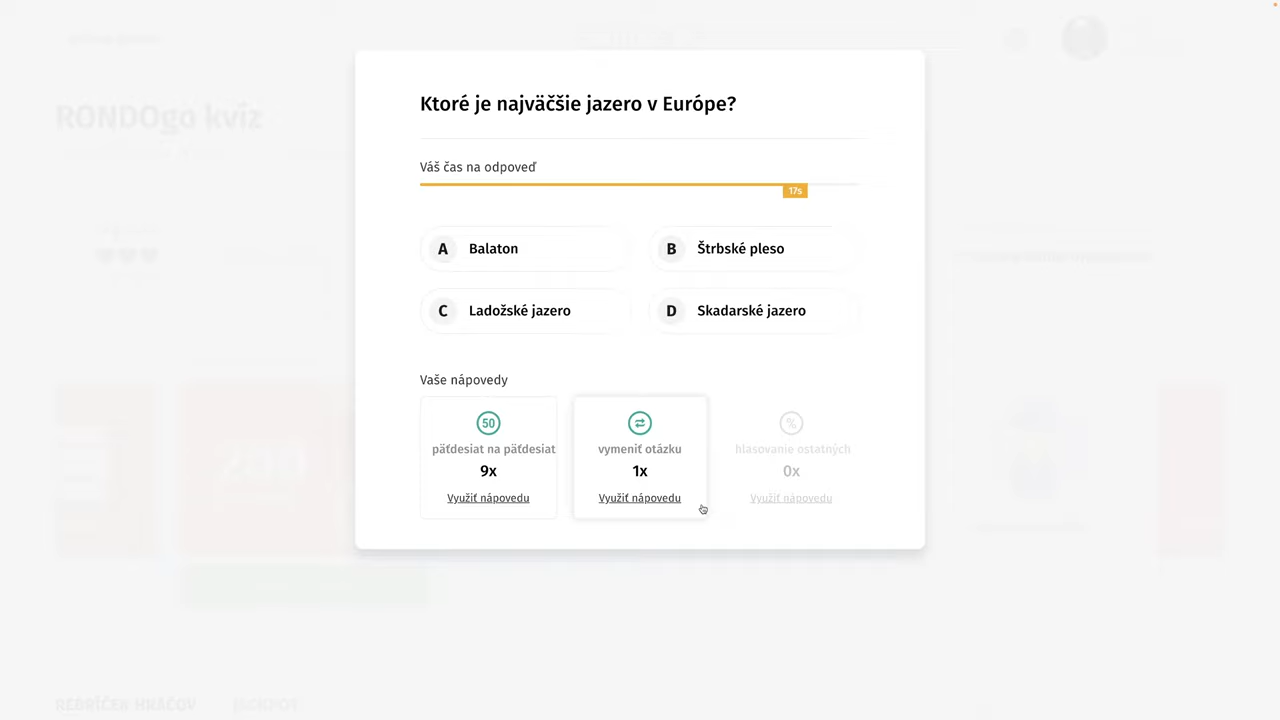 RONDOgo kvíz
Ktoré je najväčšie jazero v Európe?
Váš čas na odpoveď
17s
A Balaton
B Štrbské pleso
C Ladožské jazero
D Skadarské jazero
Vaše nápovedy
50
päťdesiat na päťdesiat
9x
Využiť nápovedu
vymeniť otázku
1x
Využiť nápovedu
%
hlasovanie ostatných
0x
Využiť nápovedu
REBRÍČEK HRÁČOV
JACKPOT